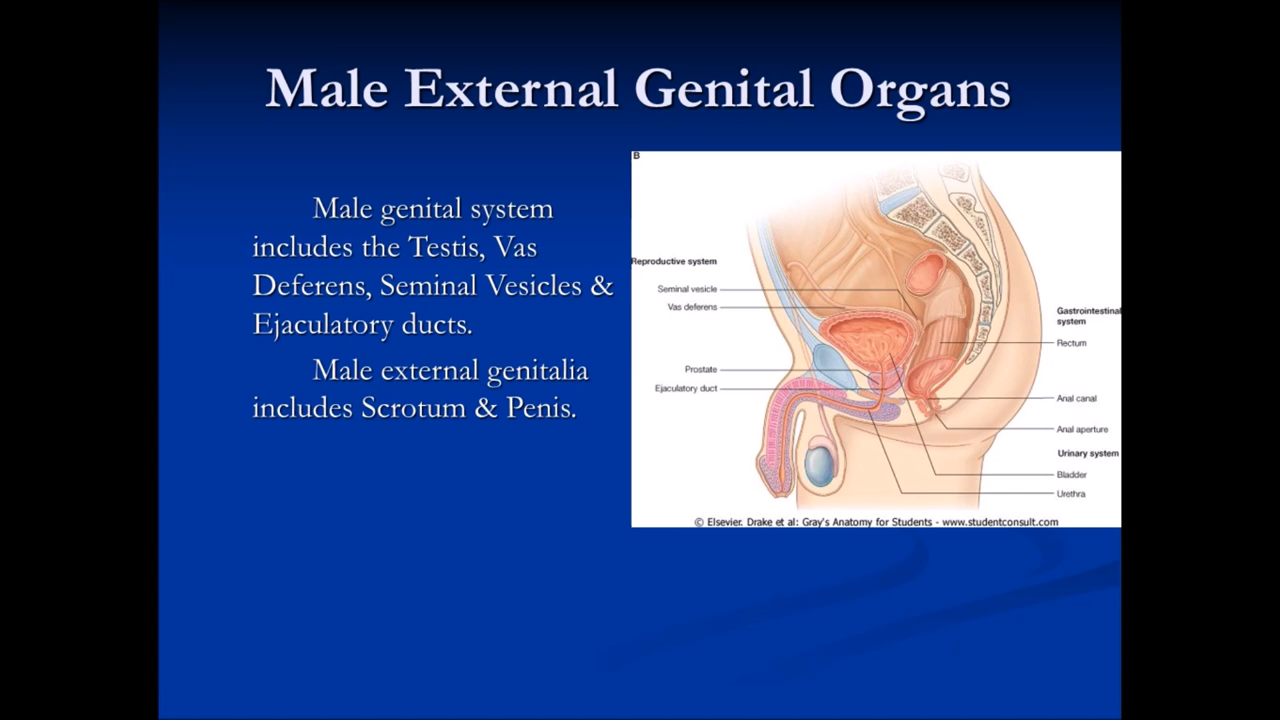 Male External Genital Organs
Male genital system
includes the Testis, Vas
Deferens, Seminal Vesicles &
Ejaculatory ducts.
Male external genitalia
includes Scrotum & Penis.
B
Reproductive system
Seminal vesicle
Vas deferens
Prostate
Ejaculatory duct
Gastrointestinal
system
Rectum
Anal canal
Anal aperture
Urinary system
Bladder
Urethra
© Elsevier. Drake et al: Gray's Anatomy for Students - www.studentconsult.com